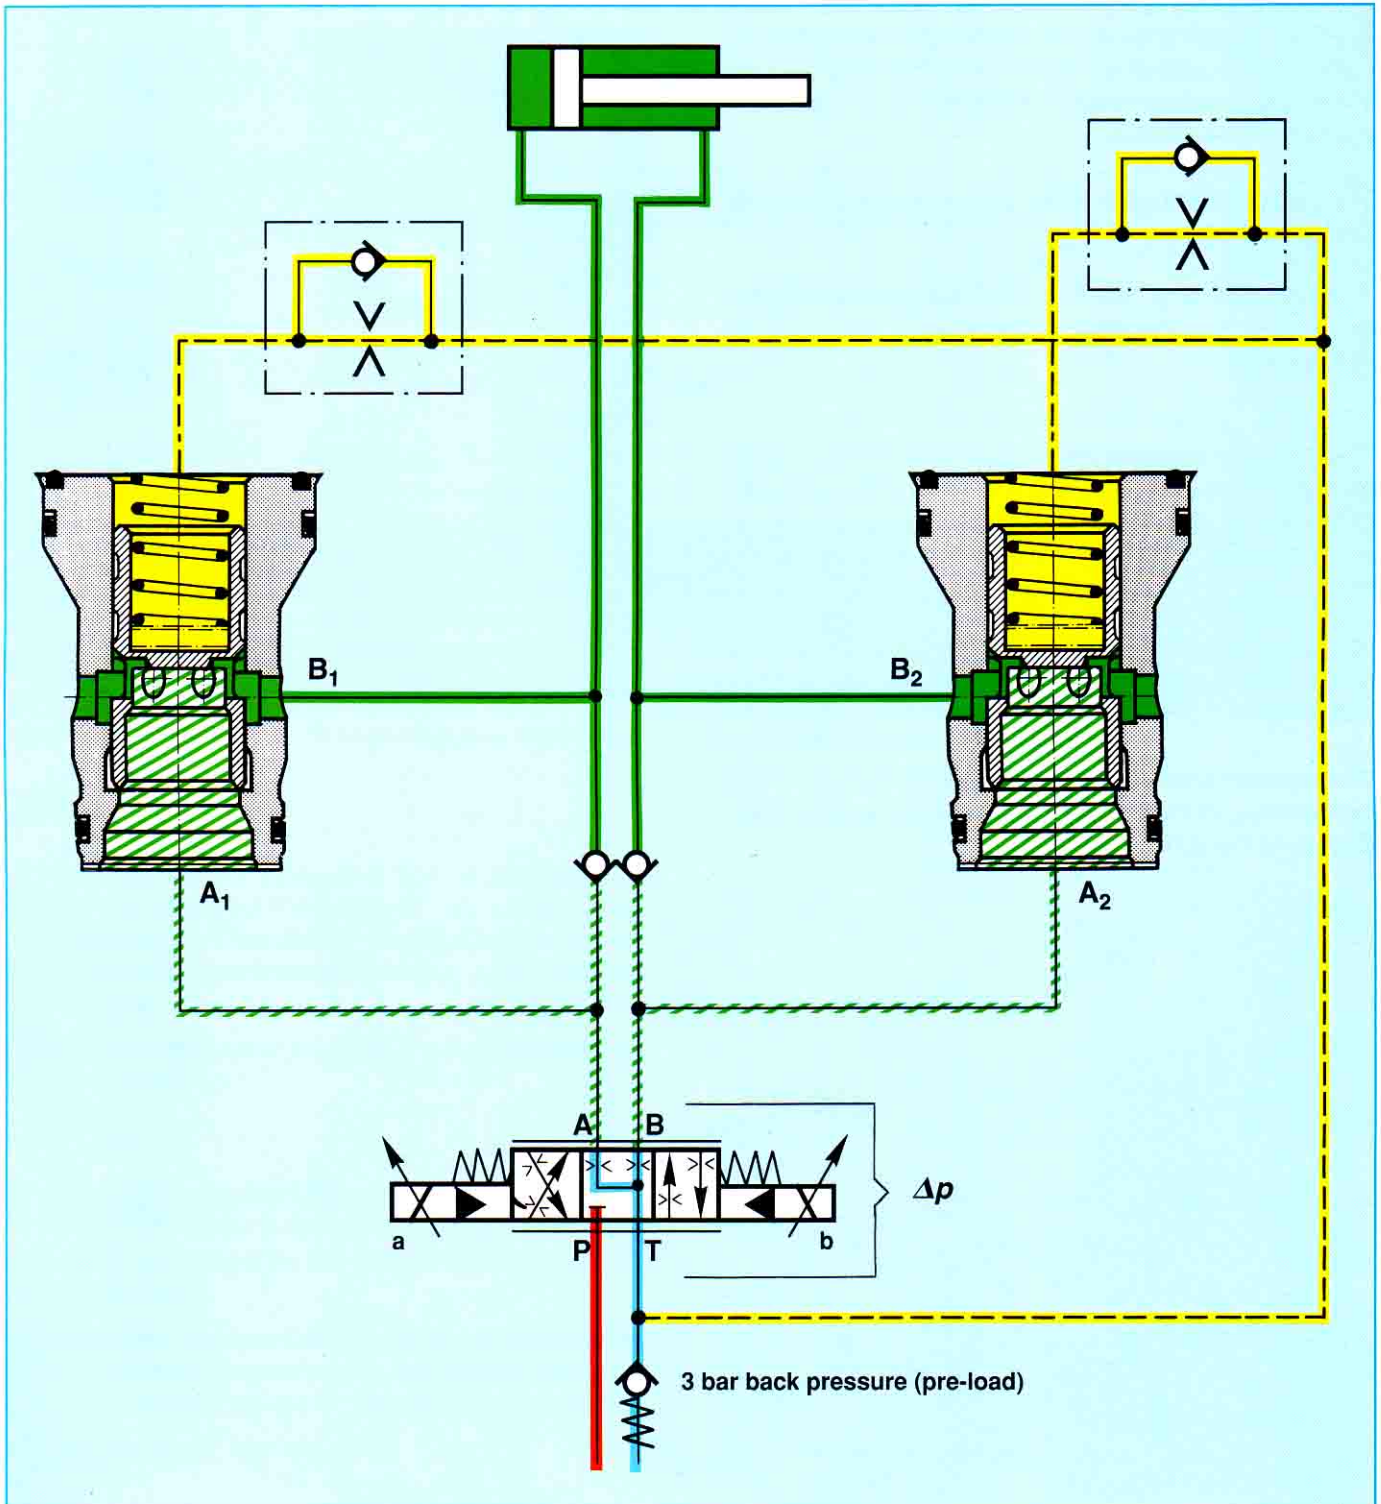 B₁
B₂
A₁
A₂
A B
Δp
a
b
P T
3 bar back pressure (pre-load)